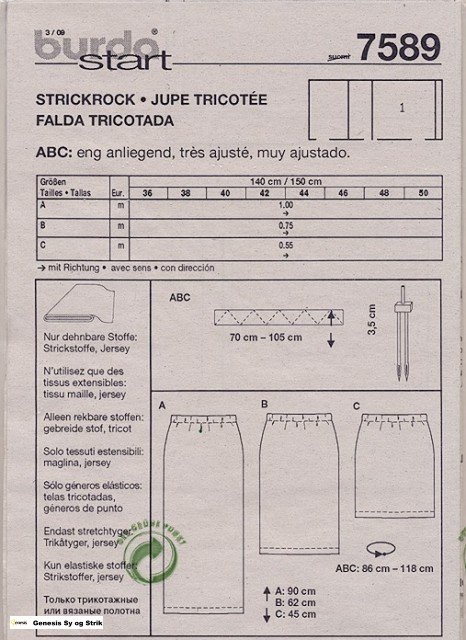 3 / 09
burda®
start
suomi 7589
STRICKROCK • JUPE TRICOTÉE
FALDA TRICOTADA
1
ABC: eng anliegend, très ajusté, muy ajustado.
Größen
Tailles • Tallas Eur. 140 cm / 150 cm
36 38 40 42 44 46 48 50
A m 1.00
→
B m 0.75
→
C m 0.55
→
→ mit Richtung • avec sens • con dirección
Nur dehnbare Stoffe:
Strickstoffe, Jersey
N'utilisez que des
tissus extensibles:
tissu maille, jersey
Alleen rekbare stoffen:
gebreide stof, tricot
Solo tessuti estensibili:
maglina, jersey
Sólo géneros elásticos:
telas tricotadas,
géneros de punto
Endast stretchtyger
Trikåtyger, jersey
Kun elastiske stoffer:
Strikstoffer, jersey
Только трикотажные
или вязаные полотна
ABC
70 cm – 105 cm
3,5 cm
A
B
C
DER GRÜNE PUNKT
ABC: 86 cm – 118 cm
A: 90 cm
B: 62 cm
C: 45 cm
Genesis Sy og Strik